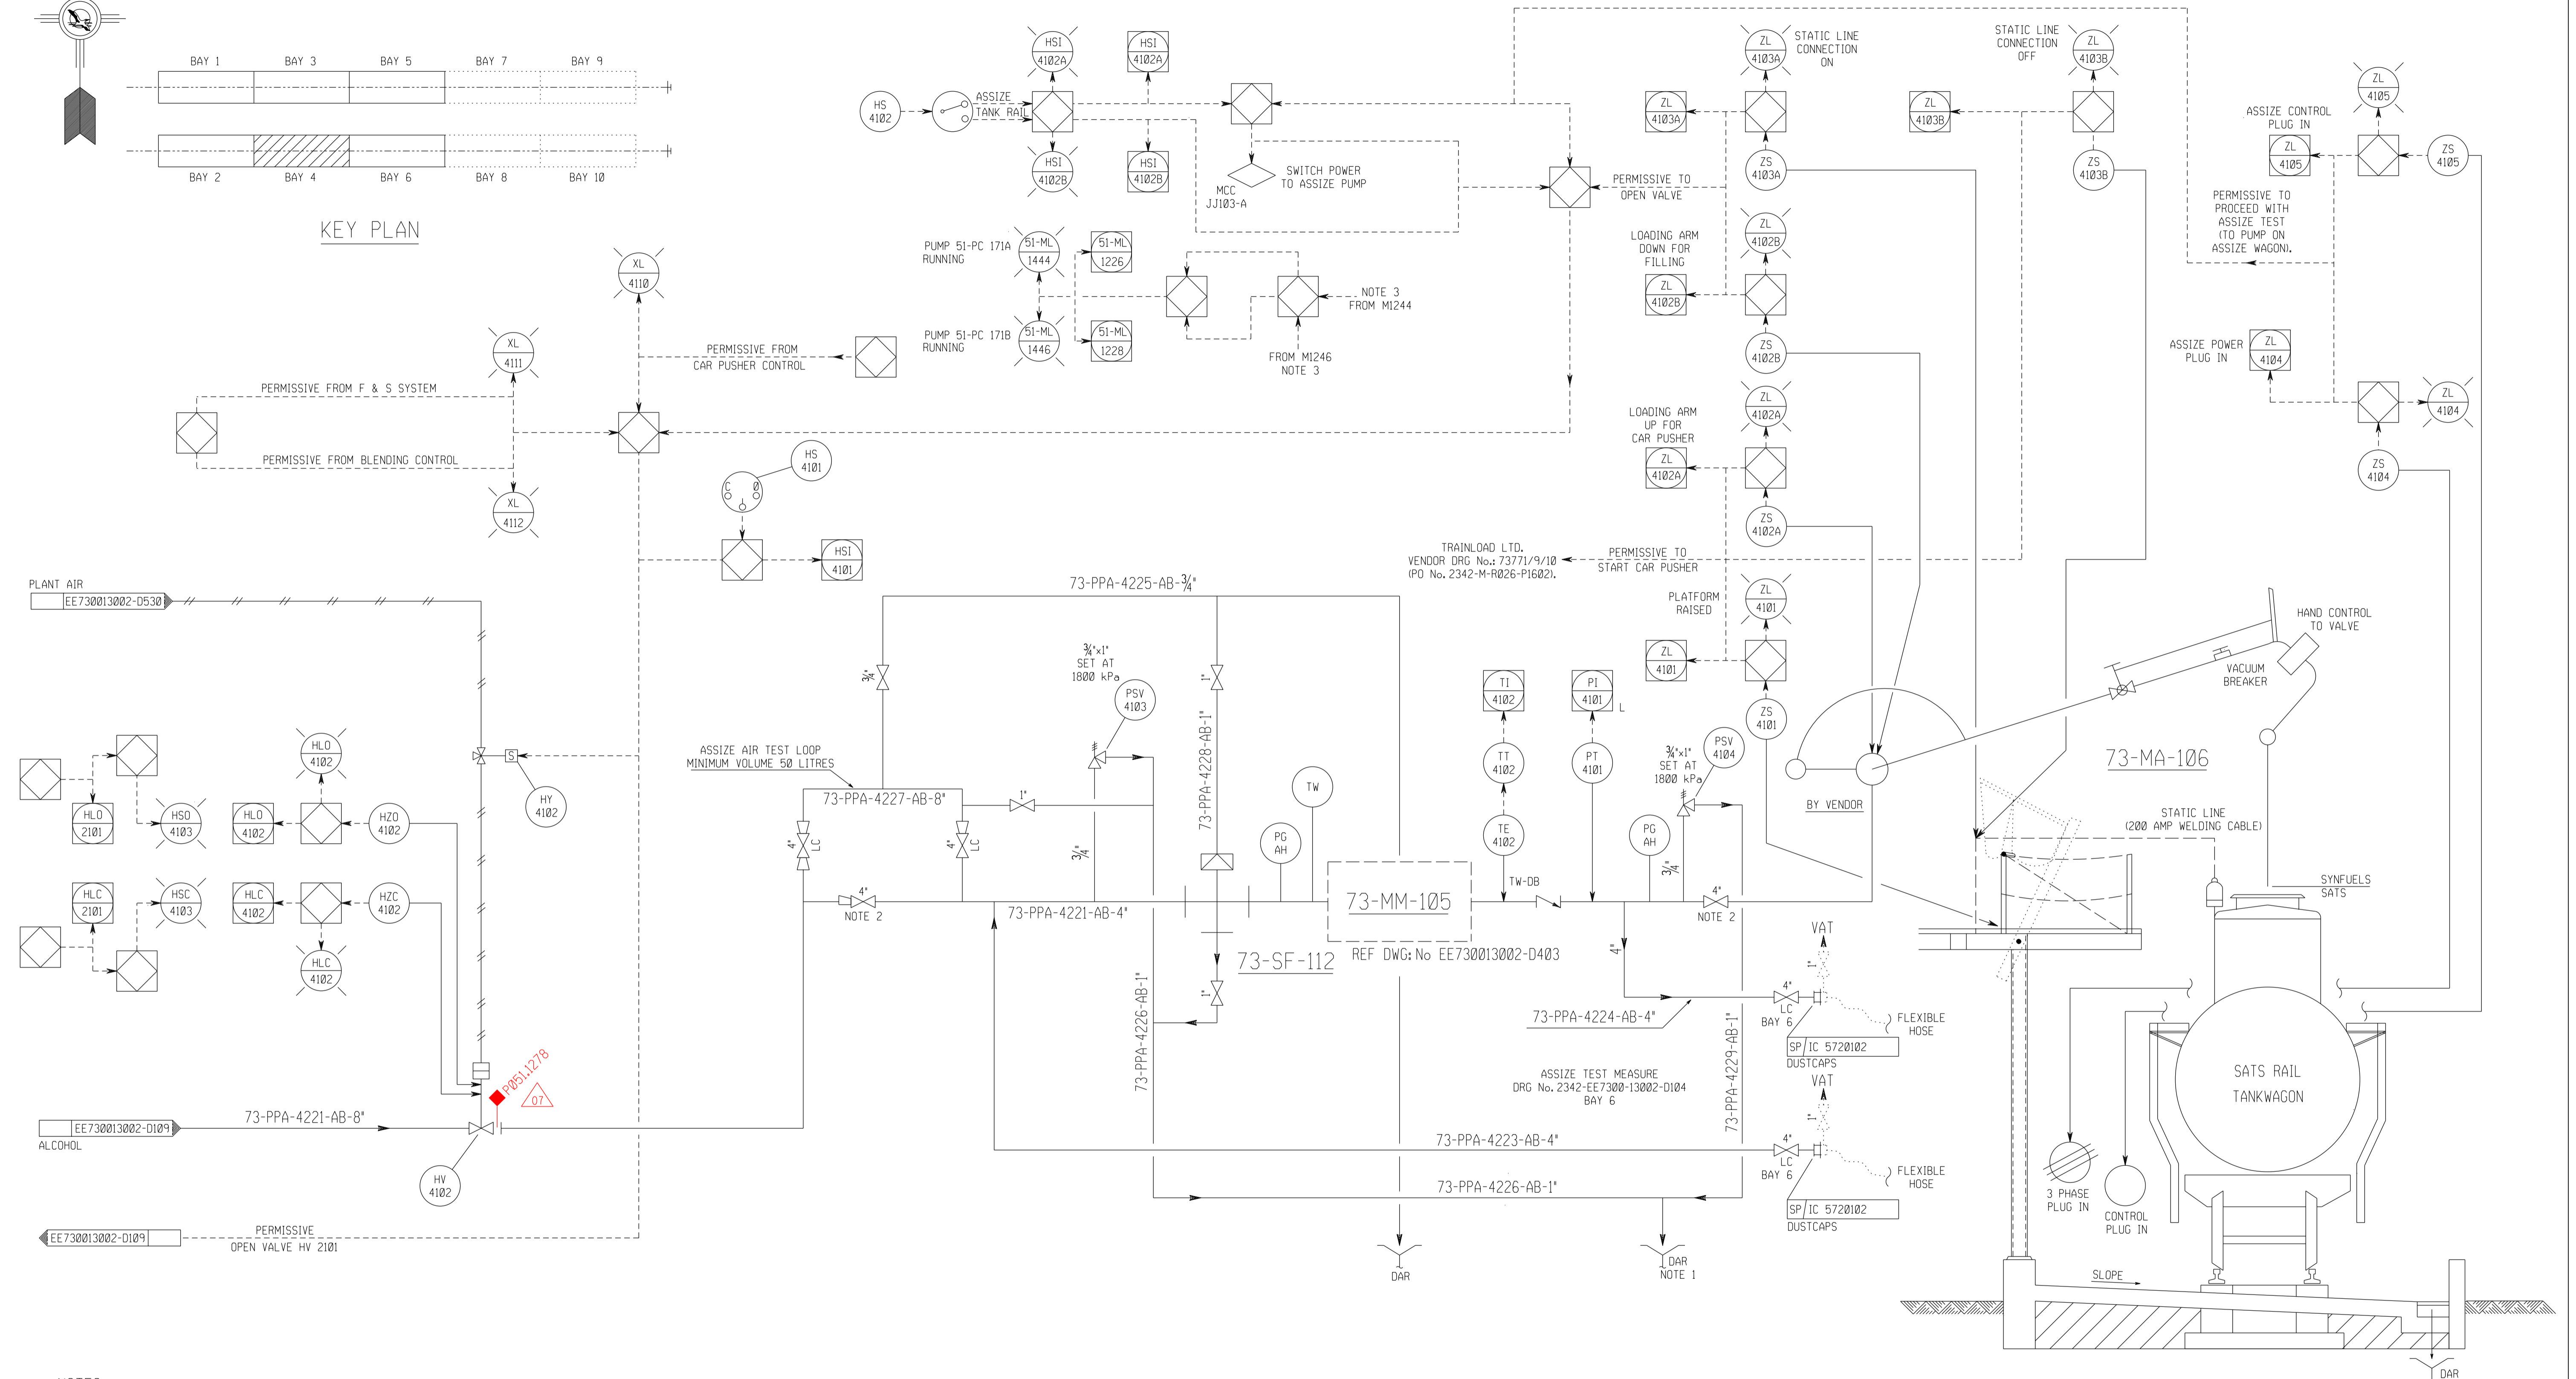 BAY 1
BAY 3
BAY 5
BAY 7
BAY 9
BAY 2
BAY 4
BAY 6
BAY 8
BAY 10
KEY PLAN
HS
4102
ASSIZE
TANK RAIL
HSI
4102A
HSI
4102A
HSI
4102B
HSI
4102B
MCC
JJ103-A
SWITCH POWER
TO ASSIZE PUMP
PUMP 51-PC 171A
RUNNING
51-ML
1444
51-ML
1226
PUMP 51-PC 171B
RUNNING
51-ML
1446
51-ML
1228
NOTE 3
FROM M1244
FROM M1246
NOTE 3
PERMISSIVE TO
OPEN VALVE
ZL
4103A
STATIC LINE
CONNECTION
ON
ZL
4103A
ZS
4103A
STATIC LINE
CONNECTION
OFF
ZL
4103B
ZL
4103B
ZS
4103B
ZL
4105
ASSIZE CONTROL
PLUG IN
ZL
4105
ZS
4105
PERMISSIVE TO
PROCEED WITH
ASSIZE TEST
(TO PUMP ON
ASSIZE WAGON).
LOADING ARM
DOWN FOR
FILLING
ZL
4102B
ZL
4102B
ZS
4102B
ASSIZE POWER
PLUG IN
ZL
4104
ZL
4104
ZS
4104
LOADING ARM
UP FOR
CAR PUSHER
ZL
4102A
ZL
4102A
ZS
4102A
TRAINLOAD LTD.
VENDOR DRG No.: 73771/9/10
(PO No. 2342-M-R026-P1602).
PERMISSIVE TO
START CAR PUSHER
PLATFORM
RAISED
ZL
4101
ZL
4101
ZS
4101
XL
4110
XL
4111
PERMISSIVE FROM
CAR PUSHER CONTROL
PERMISSIVE FROM F & S SYSTEM
PERMISSIVE FROM BLENDING CONTROL
XL
4112
HS
4101
C Ø
HSI
4101
PLANT AIR
EE730013002-D530
73-PPA-4225-AB-¾"
¾"
1"
¾"x1"
SET AT
1800 kPa
PSV
4103
ASSIZE AIR TEST LOOP
MINIMUM VOLUME 50 LITRES
73-PPA-4227-AB-8"
1"
4"
LC
4"
LC
¾"
73-PPA-4228-AB-1"
TW
PG
AH
TI
4102
TT
4102
TE
4102
TW-DB
PI
4101
L
PT
4101
PG
AH
¾"x1"
SET AT
1800 kPa
PSV
4104
¾"
4"
NOTE 2
4"
NOTE 2
73-PPA-4221-AB-4"
73-MM-105
REF DWG: No EE730013002-D403
73-SF-112
1"
73-PPA-4226-AB-1"
S
HY
4102
HLO
2101
HSO
4103
HLO
4102
HLO
4102
HZO
4102
HLC
2101
HSC
4103
HLC
4102
HZC
4102
HLC
4102
P051.1278
07
73-PPA-4221-AB-8"
EE730013002-D109
ALCOHOL
HV
4102
EE730013002-D109
PERMISSIVE
OPEN VALVE HV 2101
4"
73-PPA-4224-AB-4"
VAT
1"
4"
LC
BAY 6
FLEXIBLE
HOSE
SP/IC 5720102
DUSTCAPS
ASSIZE TEST MEASURE
DRG No. 2342-EE7300-13002-D104
BAY 6
73-PPA-4229-AB-1"
VAT
1"
4"
LC
BAY 6
FLEXIBLE
HOSE
SP/IC 5720102
DUSTCAPS
73-PPA-4223-AB-4"
73-PPA-4226-AB-1"
DAR
DAR
NOTE 1
BY VENDOR
HAND CONTROL
TO VALVE
VACUUM
BREAKER
73-MA-106
STATIC LINE
(200 AMP WELDING CABLE)
SYNFUELS
SATS
SATS RAIL
TANKWAGON
3 PHASE
PLUG IN
CONTROL
PLUG IN
SLOPE
DAR